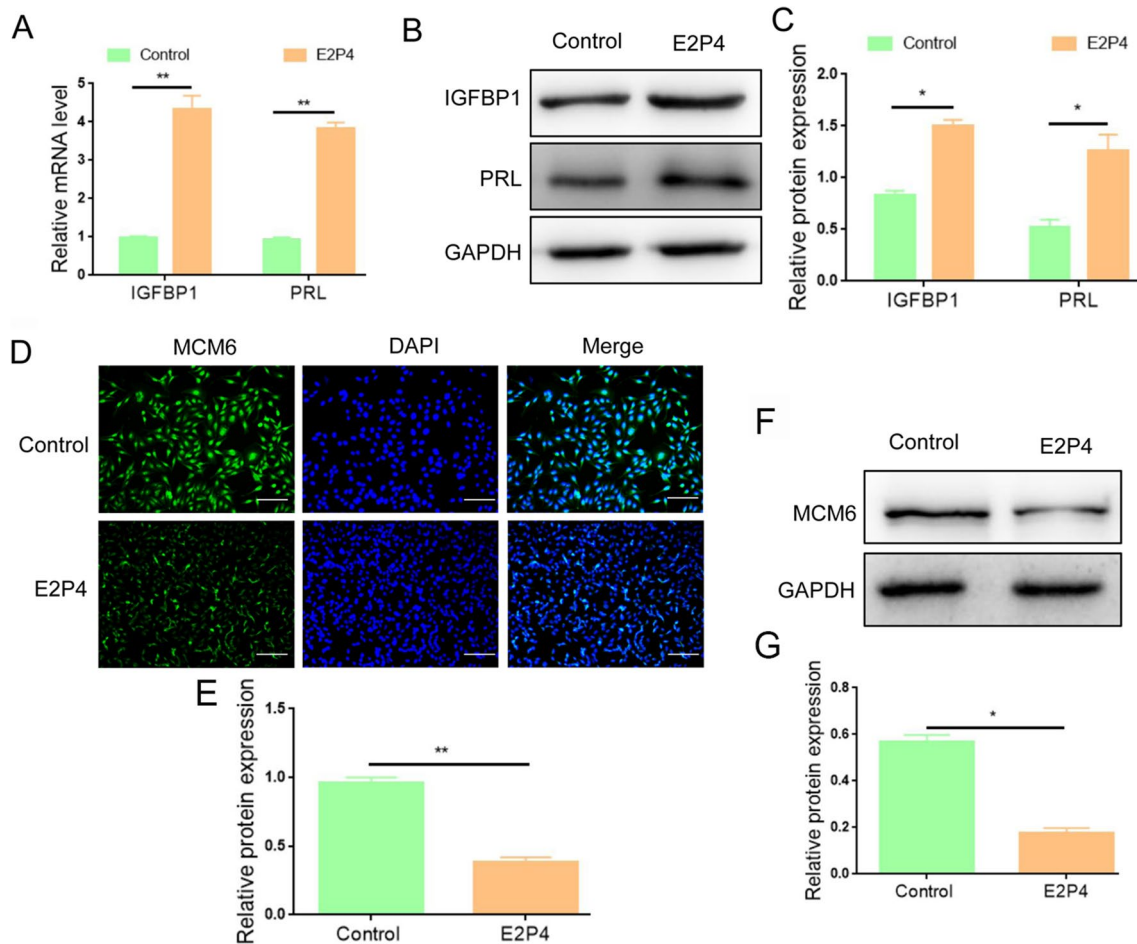 A
Control
E2P4
Relative mRNA level
5
4
3
2
1
0
**
**
IGFBP1
PRL
B
Control
E2P4
IGFBP1
PRL
GAPDH
C
Control
E2P4
Relative protein expression
2.0
1.5
1.0
0.5
0.0
*
*
IGFBP1
PRL
D
MCM6
DAPI
Merge
Control
E2P4
E
Relative protein expression
1.5
1.0
0.5
0.0
**
Control
E2P4
F
Control
E2P4
MCM6
GAPDH
G
Relative protein expression
0.8
0.6
0.4
0.2
0.0
*
Control
E2P4